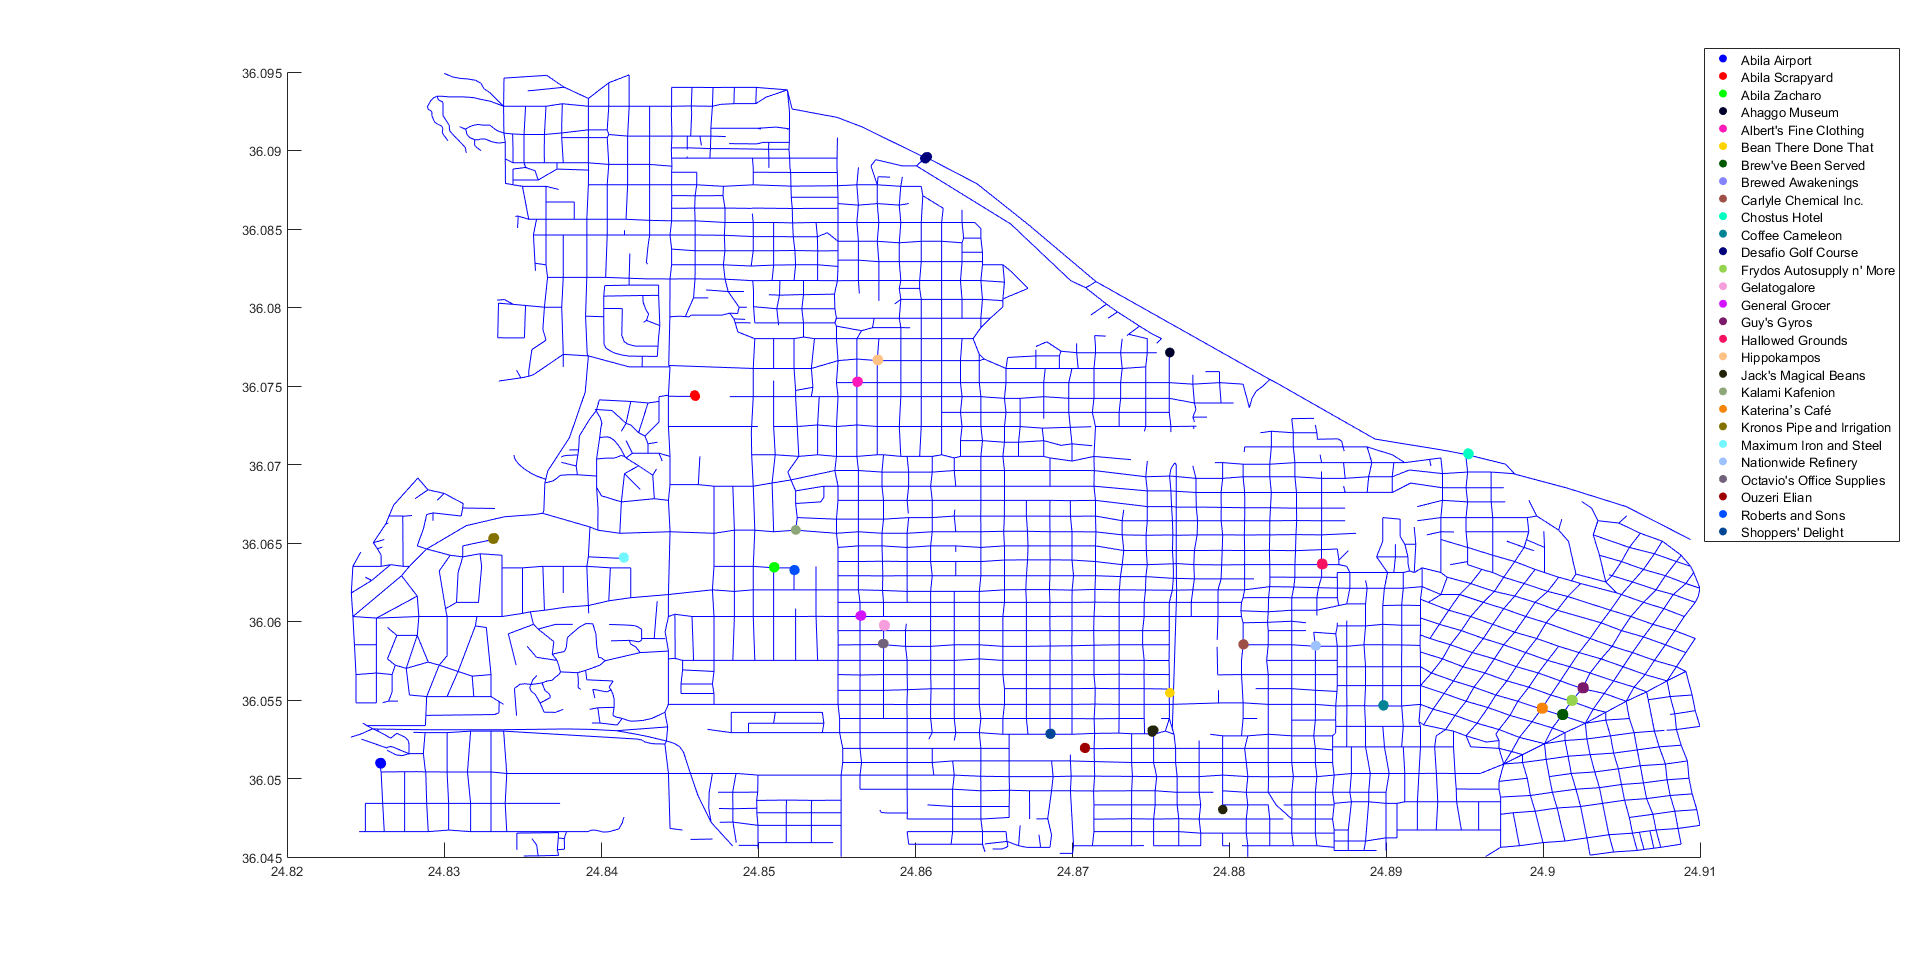 36.095
36.09
36.085
36.08
36.075
36.07
36.065
36.06
36.055
36.05
36.045
24.82
24.83
24.84
24.85
24.86
24.87
24.88
24.89
24.9
24.91
Abila Airport
Abila Scrapyard
Abila Zacharo
Ahaggo Museum
Albert's Fine Clothing
Bean There Done That
Brew've Been Served
Brewed Awakenings
Carlyle Chemical Inc.
Chostus Hotel
Coffee Cameleon
Desafio Golf Course
Frydos Autosupply n' More
Gelatogalore
General Grocer
Guy's Gyros
Hallowed Grounds
Hippokampos
Jack's Magical Beans
Kalami Kafenion
Katerina’s Café
Kronos Pipe and Irrigation
Maximum Iron and Steel
Nationwide Refinery
Octavio's Office Supplies
Ouzeri Elian
Roberts and Sons
Shoppers' Delight